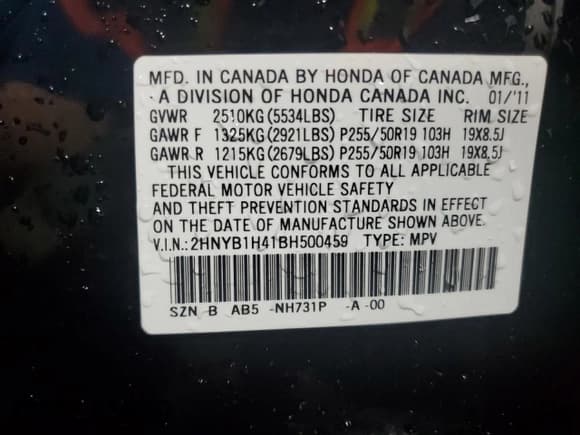 MFD. IN CANADA BY HONDA OF CANADA MFG.,
A DIVISION OF HONDA CANADA INC. 01/'11
GVWR 2510KG(5534LBS) TIRE SIZE RIM SIZE
GAWR F 1325KG(2921LBS) P255/50R19 103H 19X8.5J
GAWR R 1215KG(2679LBS) P255/50R19 103H 19X8.5J
THIS VEHICLE CONFORMS TO ALL APPLICABLE
FEDERAL MOTOR VEHICLE SAFETY
AND THEFT PREVENTION STANDARDS IN EFFECT
ON THE DATE OF MANUFACTURE SHOWN ABOVE.
V.I.N.: 2HNYB1H41BH500459 TYPE: MPV
SZN B AB5 -NH731P -A -00